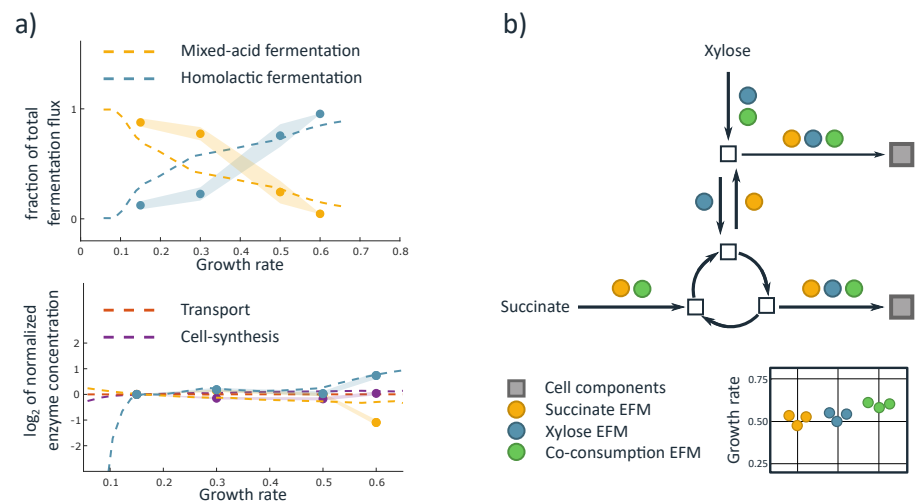 a)
Mixed-acid fermentation
Homolactic fermentation
fraction of total
fermentation flux
1
0
0 0.1 0.2 0.3 0.4 0.5 0.6 0.7 0.8
Growth rate
Transport
Cell-synthesis
log2 of normalized
enzyme concentration
2
1
0
-1
-2
0.1 0.2 0.3 0.4 0.5 0.6
Growth rate
b)
Xylose
Succinate
Cell components
Succinate EFM
Xylose EFM
Co-consumption EFM
Growth rate
0.75
0.50
0.25